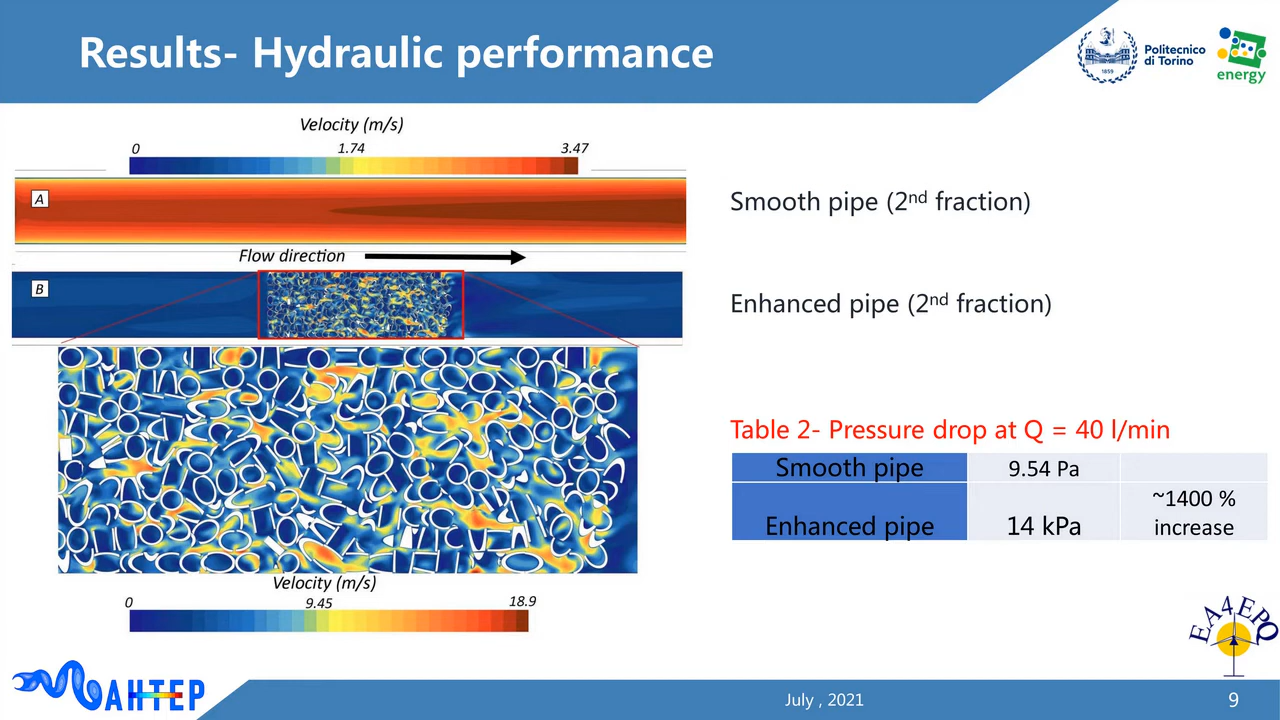 Results- Hydraulic performance
1859
Politecnico
di Torino
energy
Velocity (m/s)
0 1.74 3.47
A
Smooth pipe (2nd fraction)
Flow direction
B
Enhanced pipe (2nd fraction)
Table 2- Pressure drop at Q = 40 l/min
Smooth pipe 9.54 Pa
Enhanced pipe 14 kPa ~1400 %
increase
Velocity (m/s)
0 9.45 18.9
EA4EPQ
MAHTEP
July , 2021
9